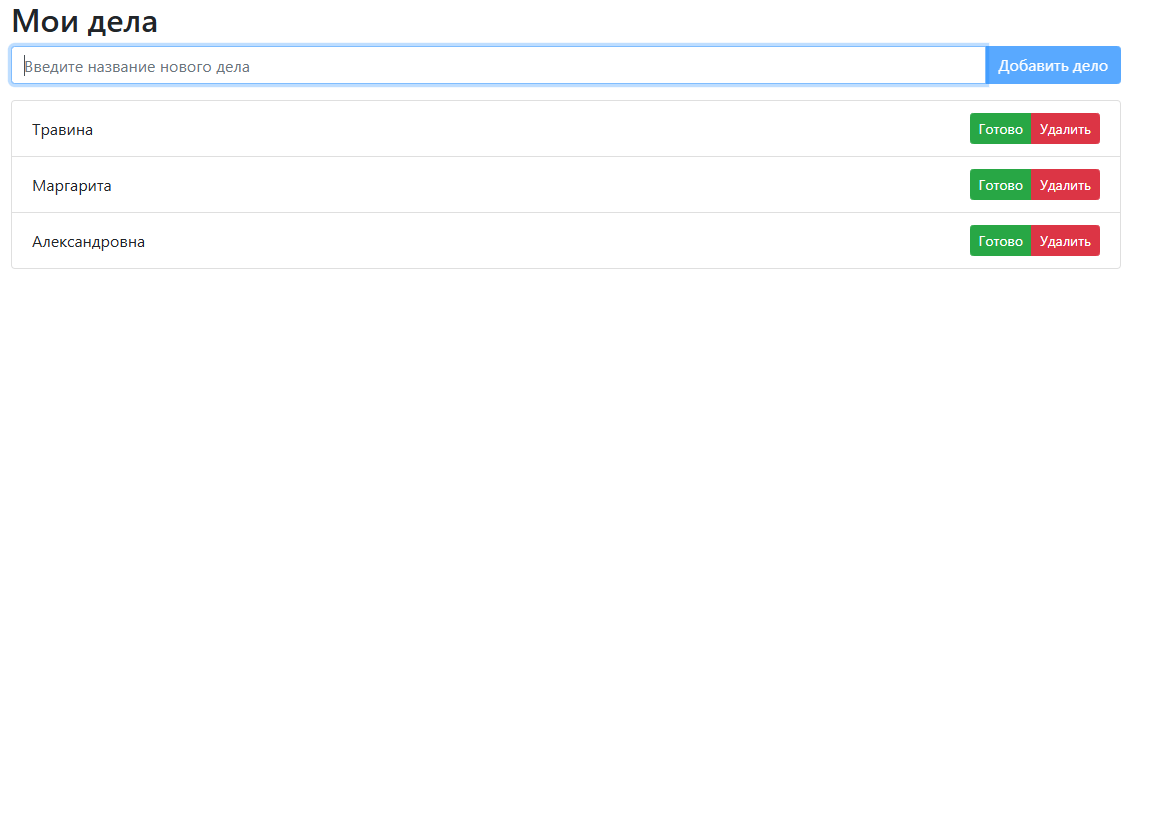 Мои дела
Введите название нового дела Добавить дело
Травина Готово Удалить
Маргарита Готово Удалить
Александровна Готово Удалить